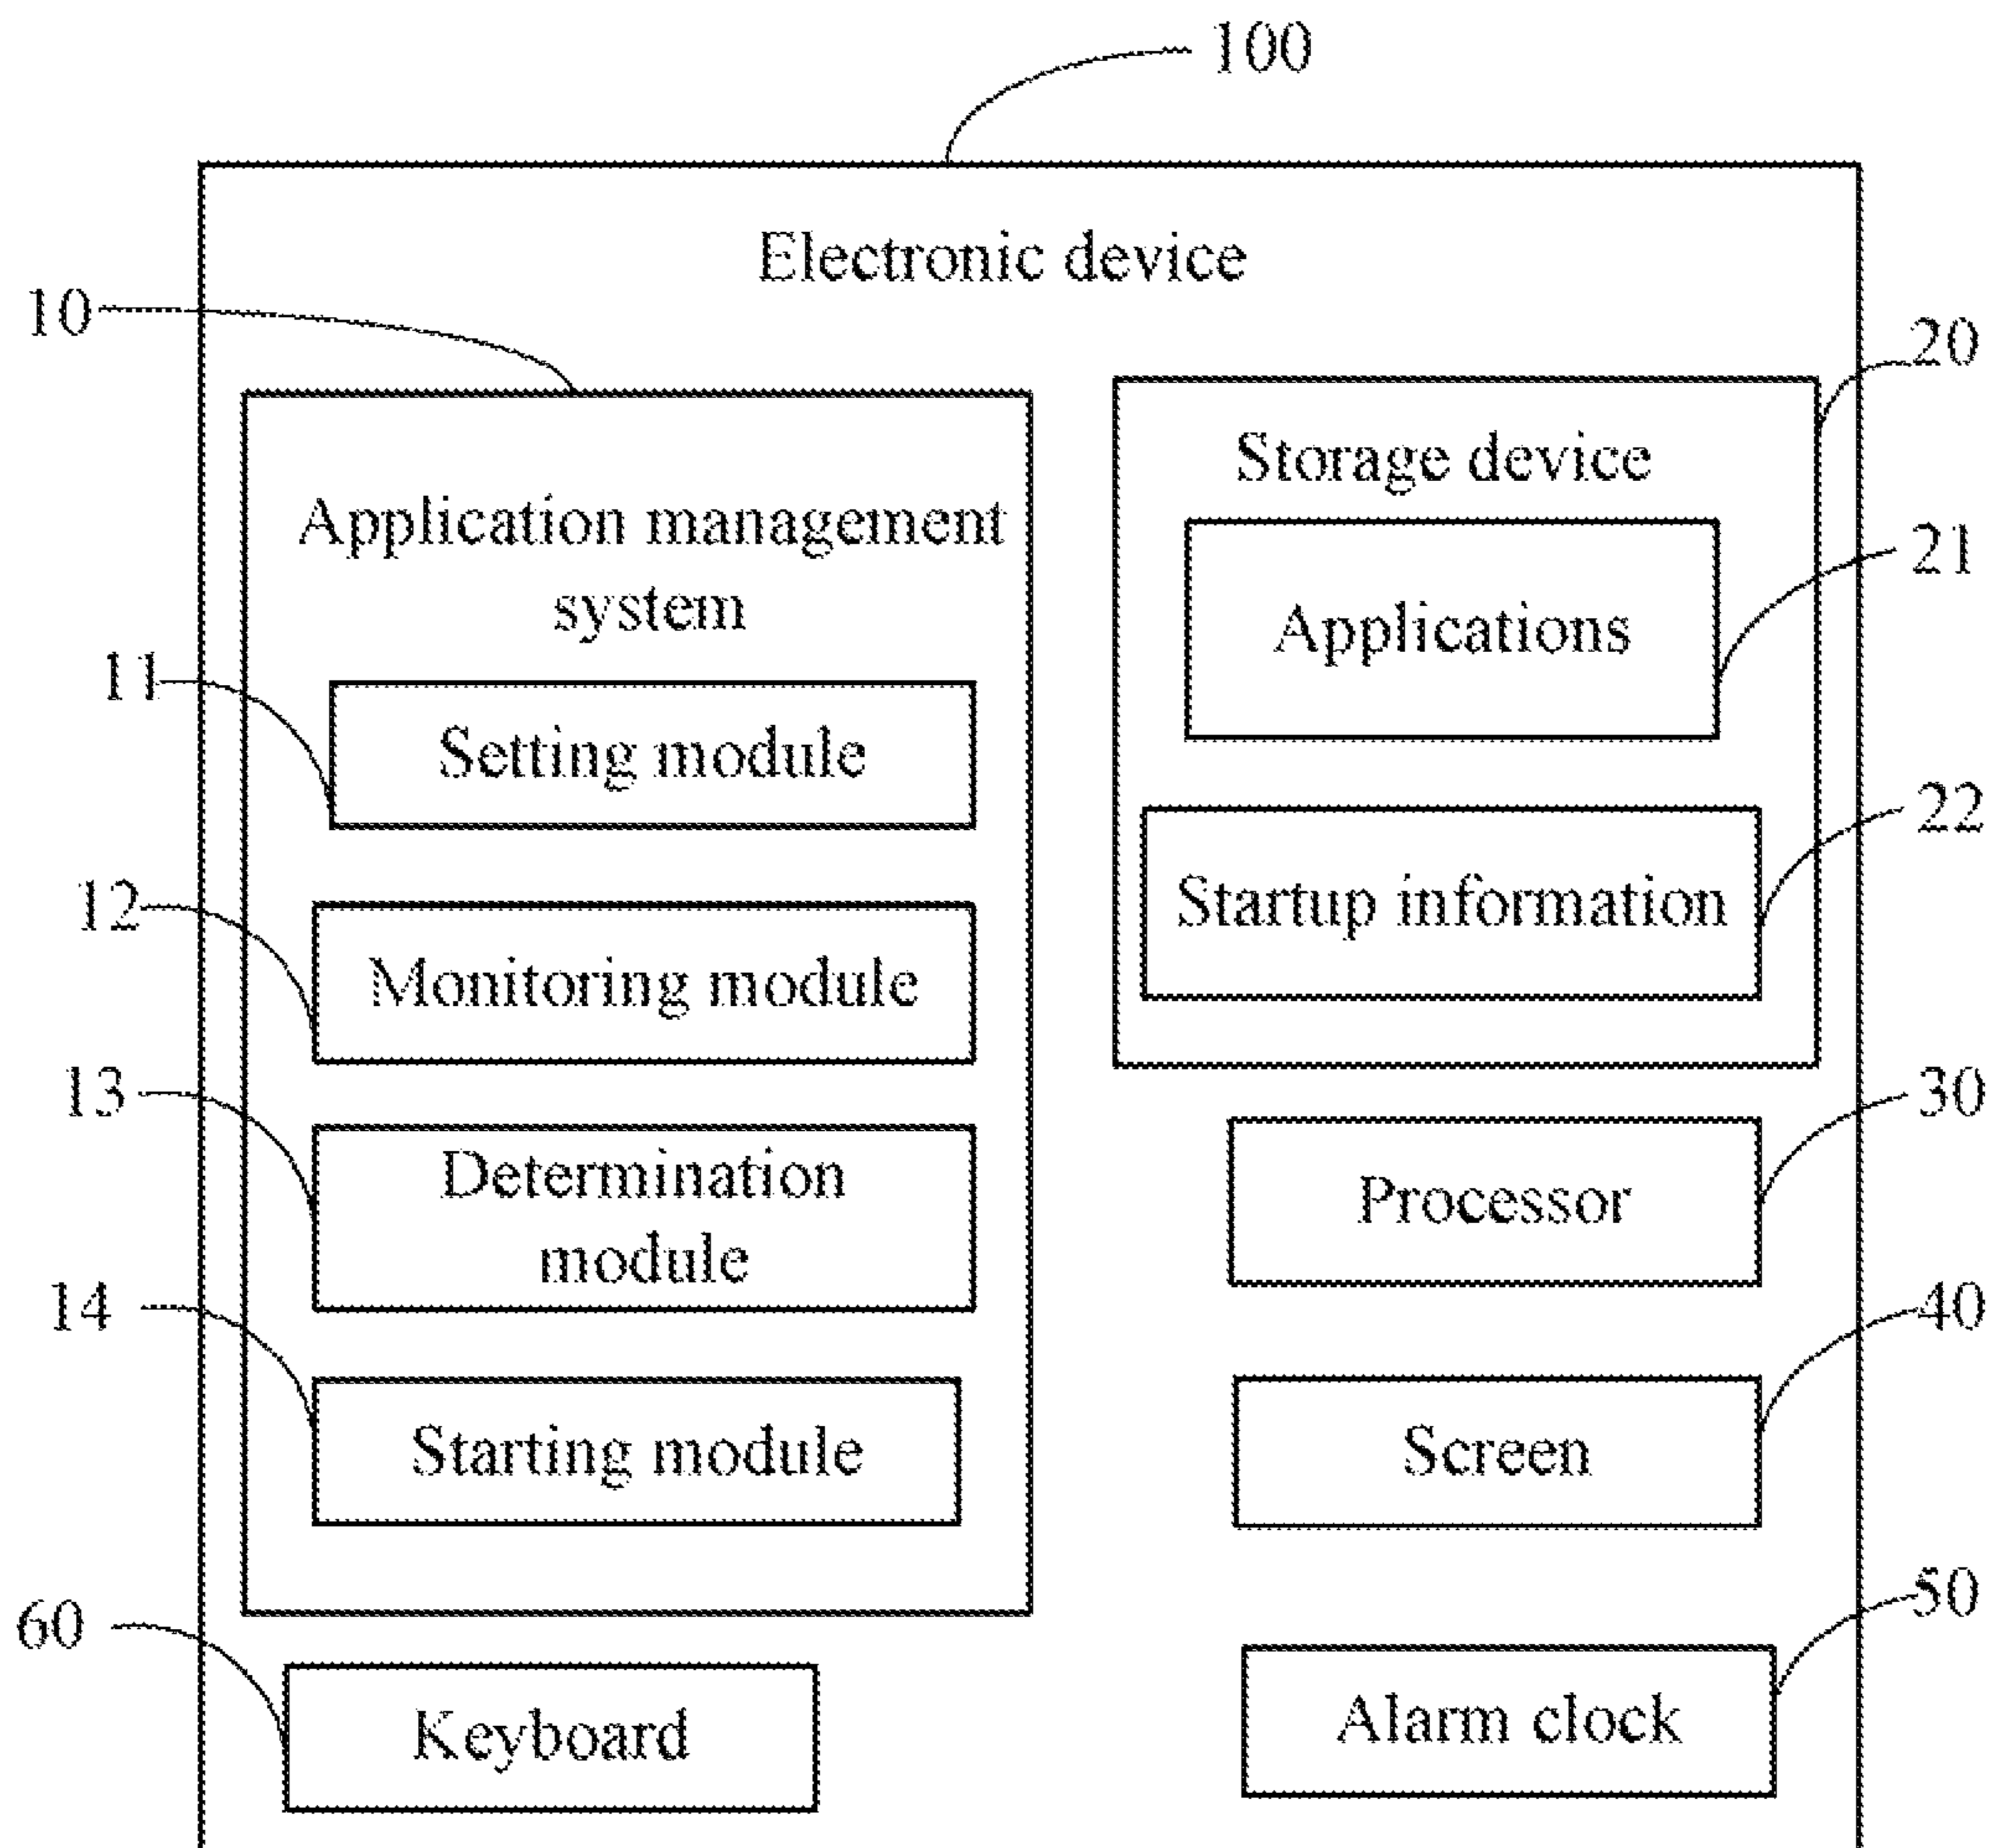 100
Electronic device
10
20
Storage device
Application management
system
21
Applications
11
Setting module
22
Startup information
12
Monitoring module
13
30
Determination
module
Processor
14
40
Starting module
Screen
60
50
Keyboard
Alarm clock